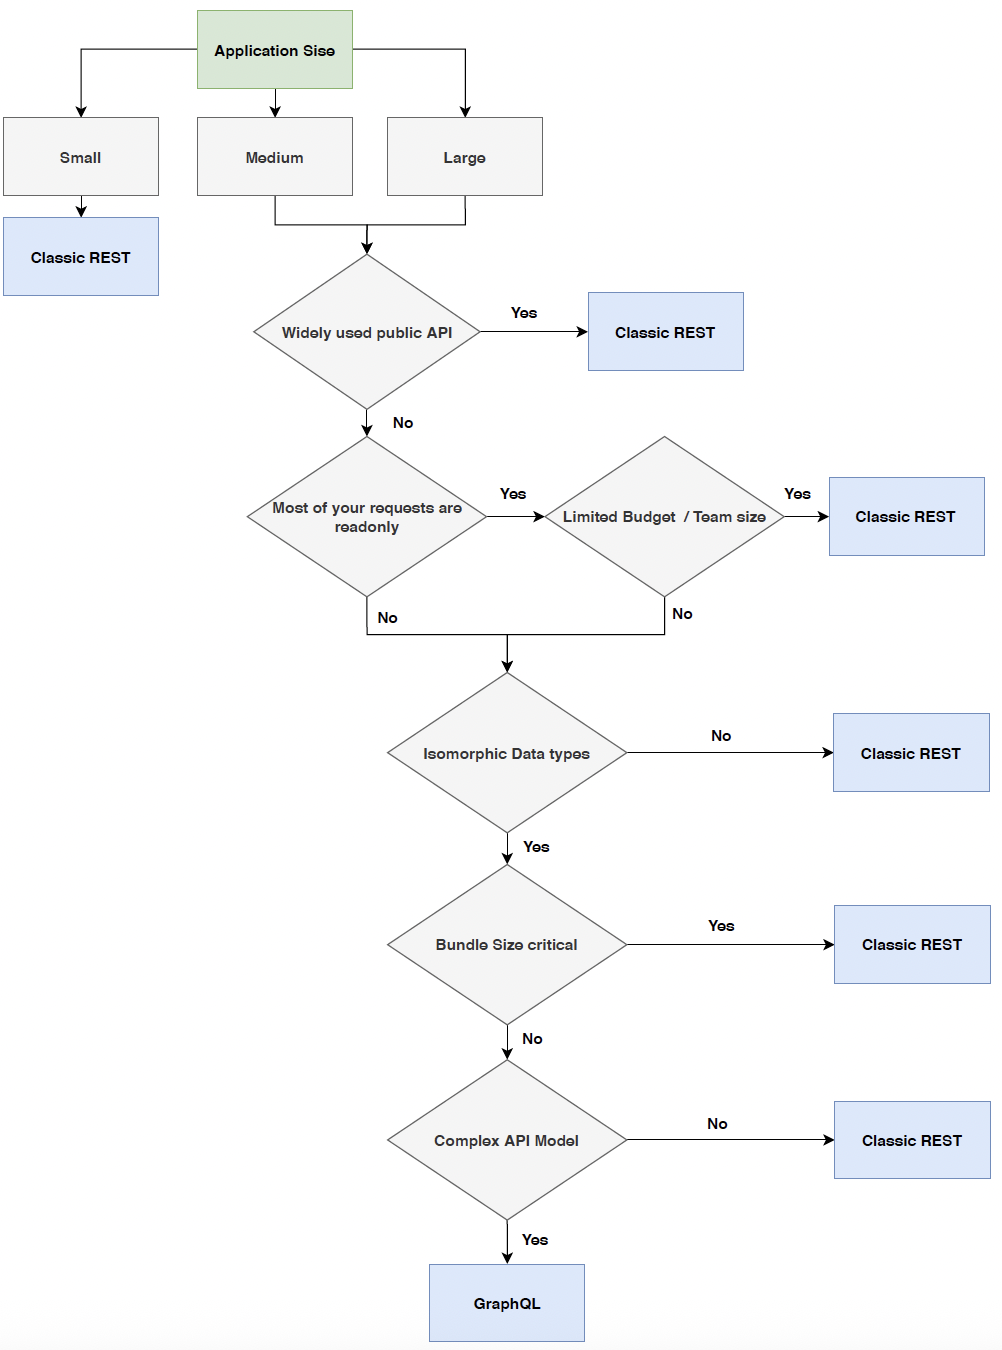 Application Sise
Small
Medium
Large
Classic REST
Widely used public API
Yes
Classic REST
No
Most of your requests are
readonly
Yes
Limited Budget / Team size
Yes
Classic REST
No
No
Isomorphic Data types
No
Classic REST
Yes
Bundle Size critical
Yes
Classic REST
No
Complex API Model
No
Classic REST
Yes
GraphQL